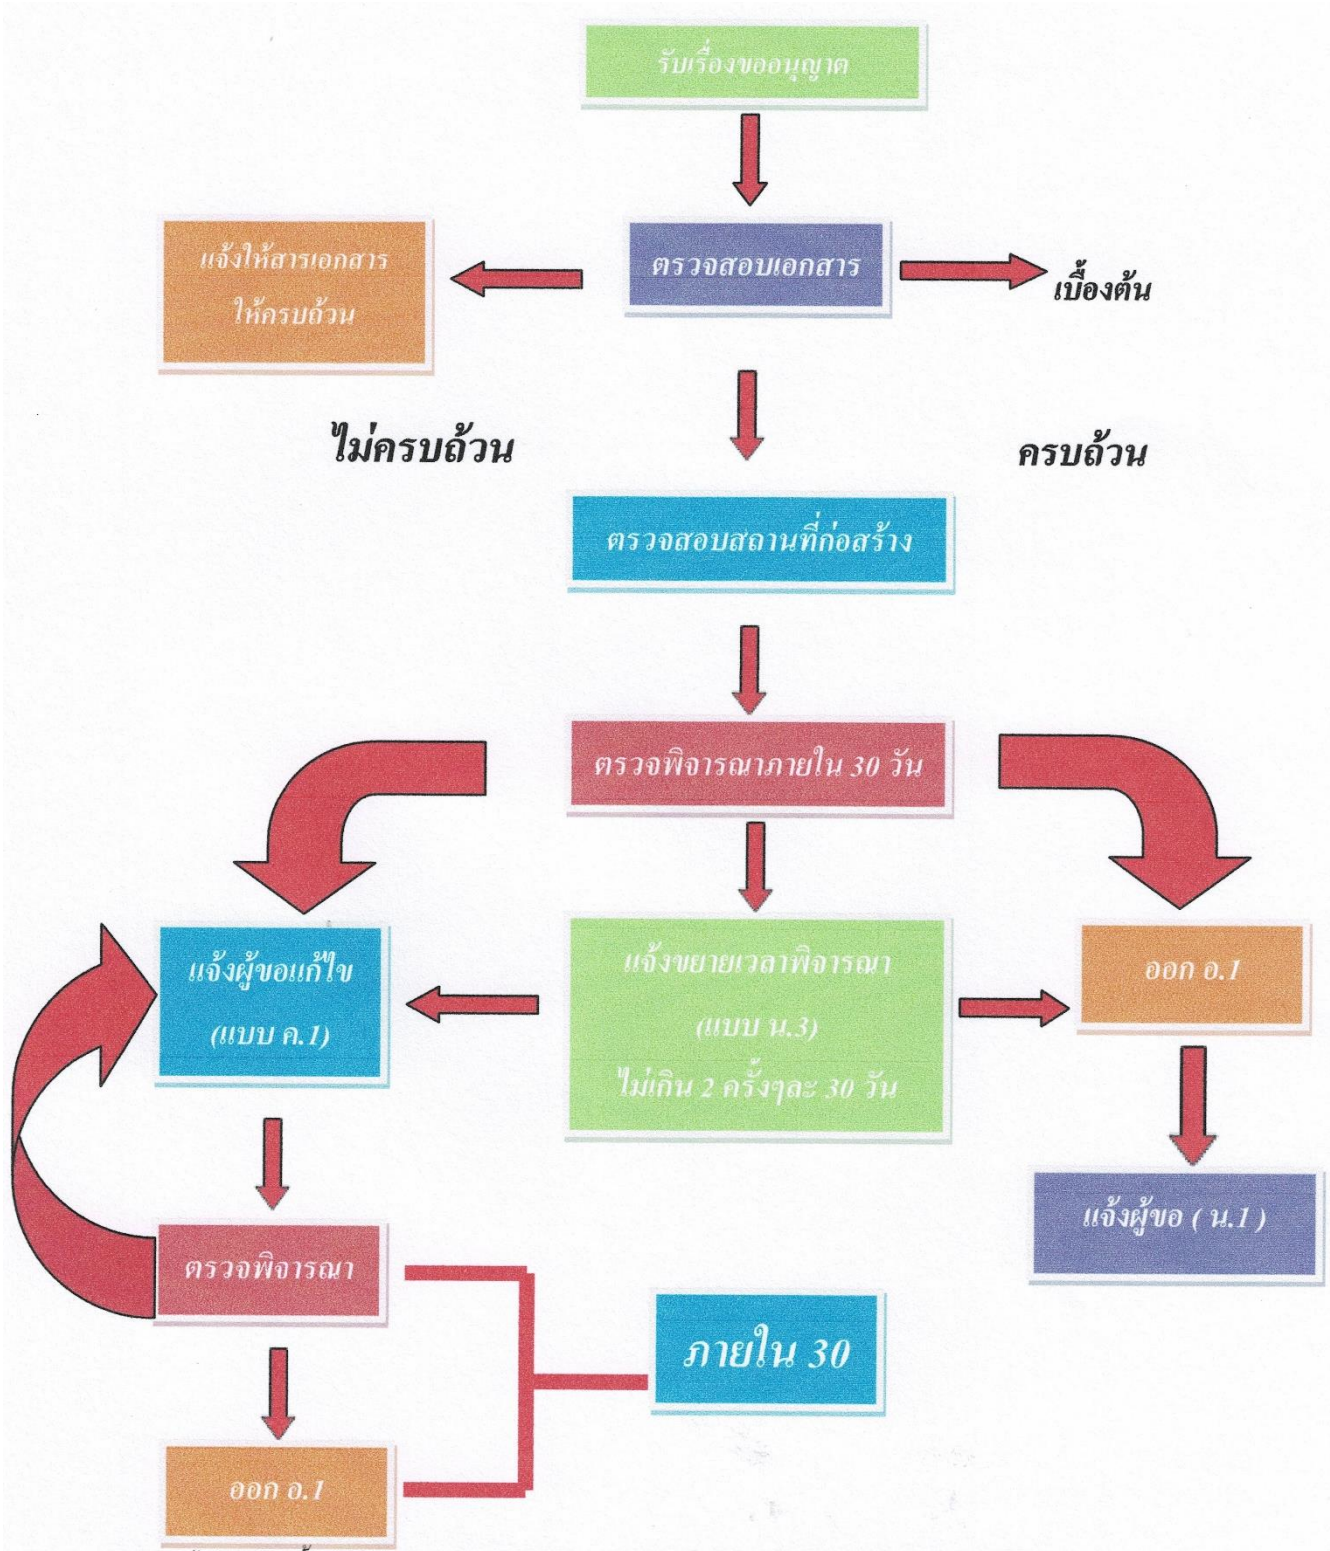 รับเรื่องขออนุญาต
แจ้งให้สารเอกสาร
ให้ครบถ้วน
ตรวจสอบเอกสาร
เบื้องต้น
ไม่ครบถ้วน
ครบถ้วน
ตรวจสอบสถานที่ก่อสร้าง
ตรวจพิจารณาภายใน 30 วัน
แจ้งผู้ขอแก้ไข
(แบบ ค.1)
แจ้งขยายเวลาพิจารณา
(แบบ น.3)
ไม่เกิน 2 ครั้งๆละ 30 วัน
ออก อ.1
แจ้งผู้ขอ ( น.1 )
ตรวจพิจารณา
ภายใน 30
ออก อ.1